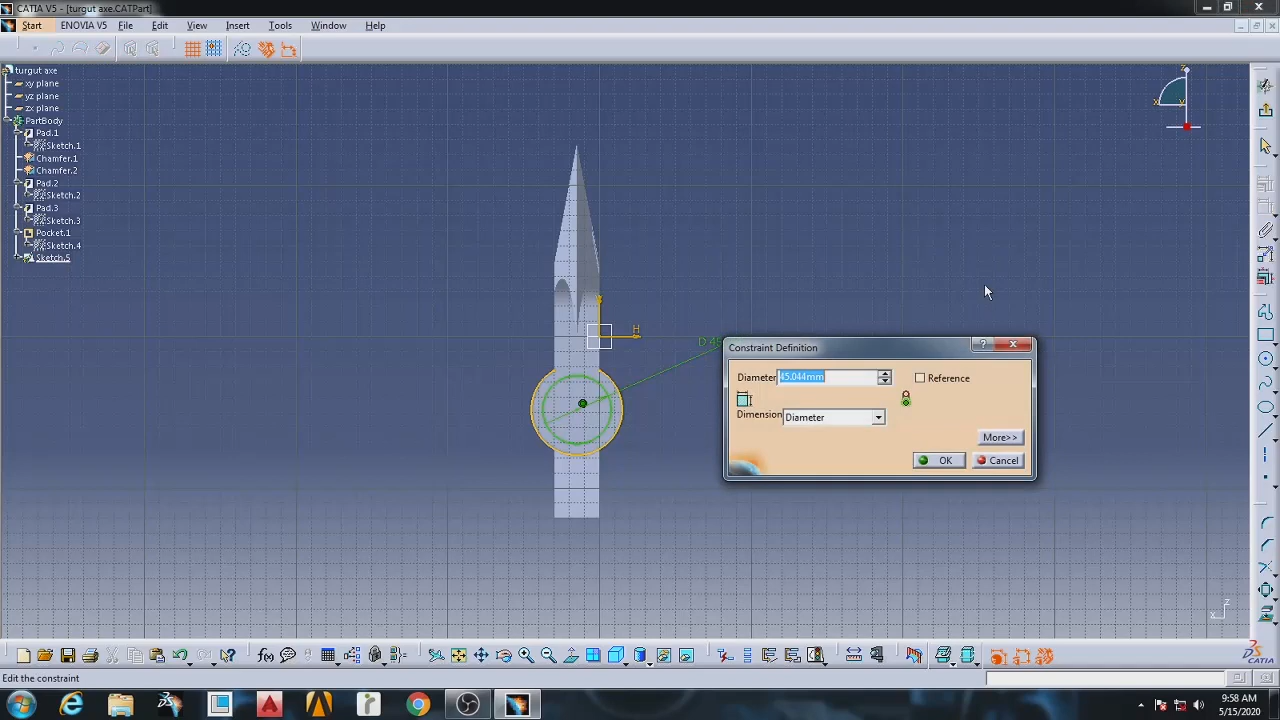 CATIA V5 - [turgut axe.CATPart]
Start ENOVIA V5 File Edit View Insert Tools Window Help
turgut axe
xy plane
yz plane
zx plane
PartBody
Pad.1
Sketch.1
Chamfer.1
Chamfer.2
Pad.2
Sketch.2
Pad.3
Sketch.3
Pocket.1
Sketch.4
Sketch.5
z
x y
H
D 45
Constraint Definition
Diameter 45.044mm Reference
Dimension Diameter
More>>
OK Cancel
z
x
f(x)
CATIA
Edit the constraint
9:58 AM
5/15/2020